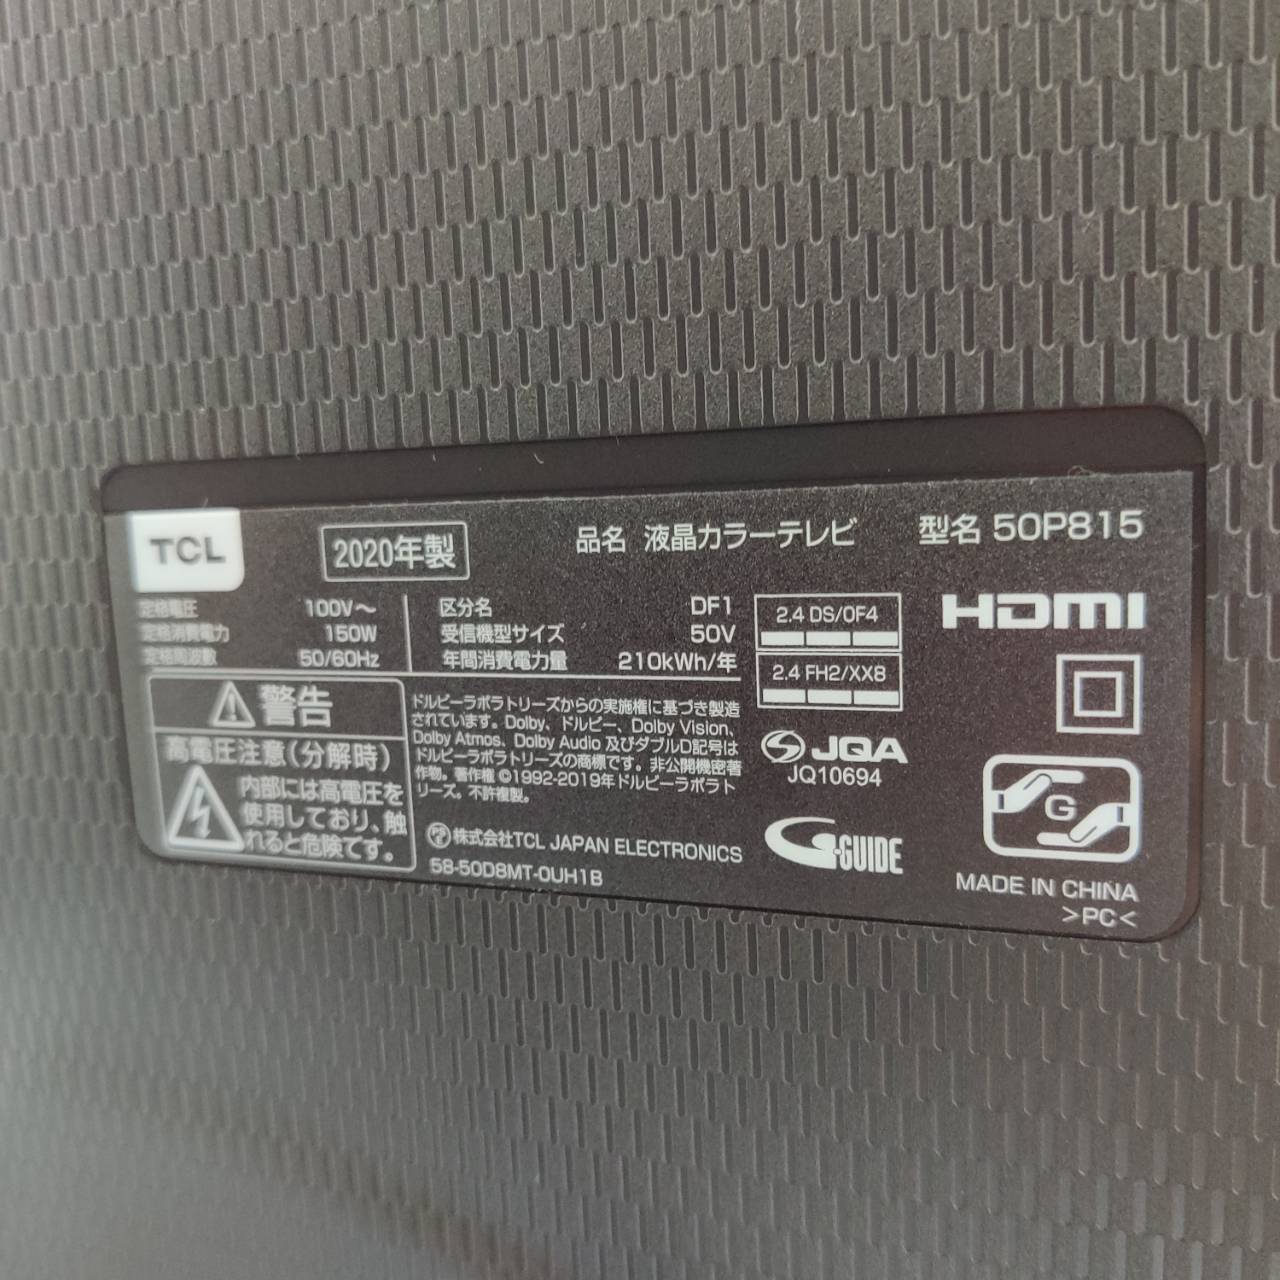 TCL
2020年製
品名 液晶カラーテレビ
型名 50P815
定格電圧 100V～
定格消費電力 150W
定格周波数 50/60Hz
区分名 DF1
受信機型サイズ 50V
年間消費電力量 210kWh/年
2.4 DS/OF4
2.4 FH2/XX8
HDMI
警告
高電圧注意(分解時)
内部には高電圧を
使用しており、触
れると危険です。
ドルビーラボラトリーズからの実施権に基づき製造
されています。Dolby、ドルビー、Dolby Vision、
Dolby Atmos、Dolby Audio 及びダブルD記号は
ドルビーラボラトリーズの商標です。非公開機密著
作物。著作権 ©1992-2019年ドルビーラボラト
リーズ。不許複製。
株式会社TCL JAPAN ELECTRONICS
58-50D8MT-0UH1B
JQA
JQ10694
G-GUIDE
G
MADE IN CHINA
>PC<